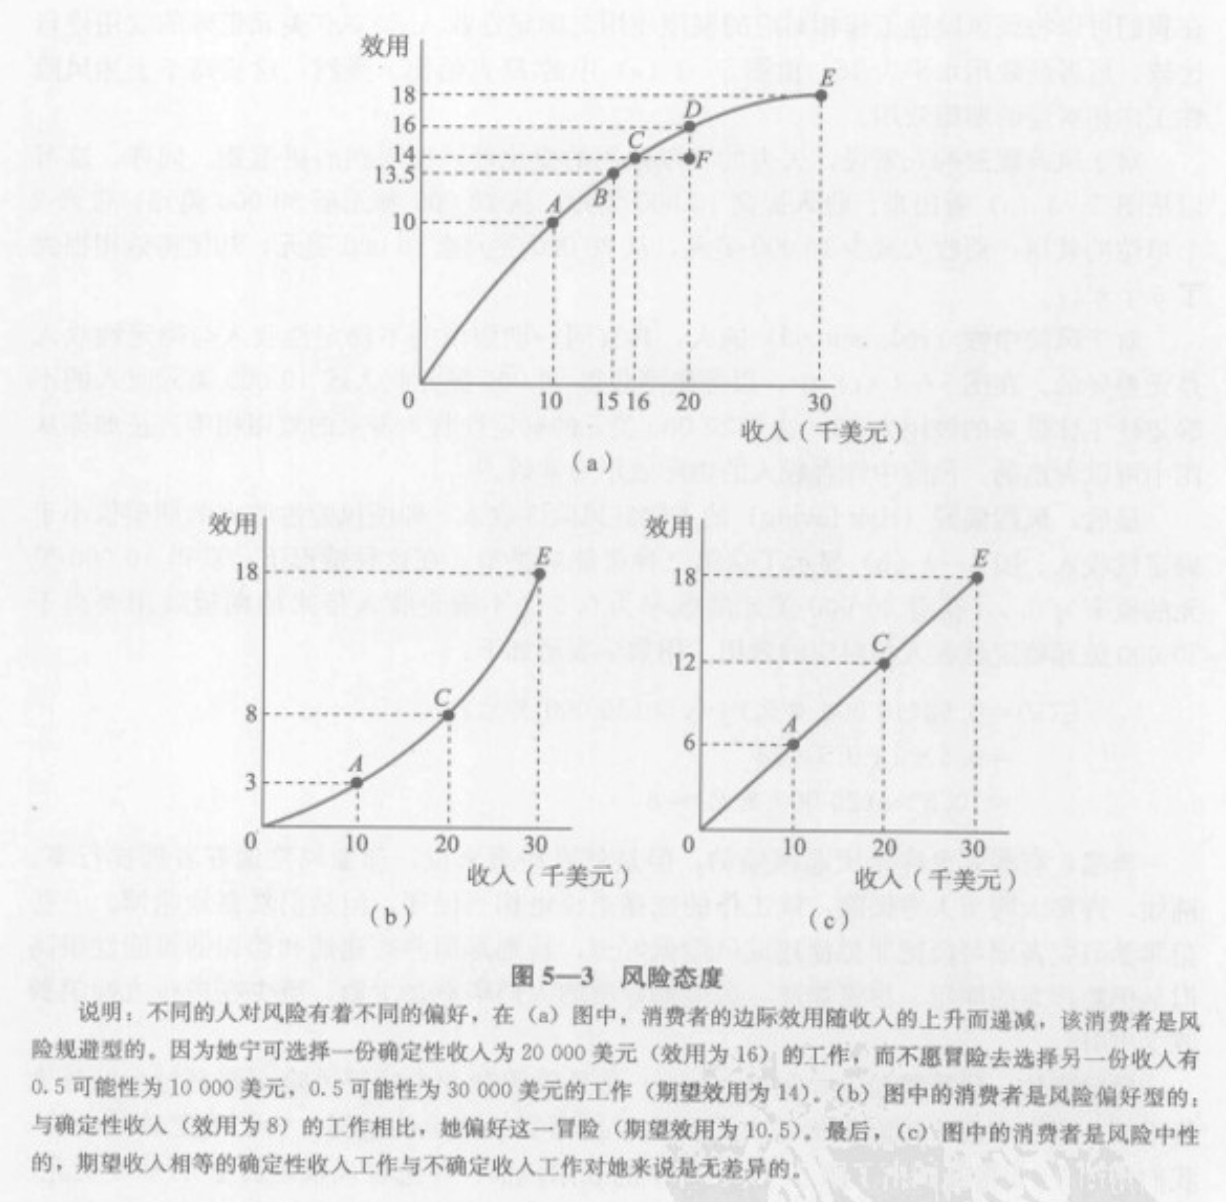 效用
18
16
14
13.5
10
A
B
C
D
E
F
0
10
15 16
20
30
收入（千美元）
（a）
效用
18
8
3
A
C
E
0
10
20
30
收入（千美元）
（b）
效用
18
12
6
A
C
E
0
10
20
30
收入（千美元）
（c）
图 5—3 风险态度
说明：不同的人对风险有着不同的偏好，在（a）图中，消费者的边际效用随收入的上升而递减，该消费者是风
险规避型的。因为她宁可选择一份确定性收入为 20 000 美元（效用为 16）的工作，而不愿冒险去选择另一份收入有
0.5 可能性为 10 000 美元，0.5 可能性为 30 000 美元的工作（期望效用为 14）。（b）图中的消费者是风险偏好型的：
与确定性收入（效用为 8）的工作相比，她偏好这一冒险（期望效用为 10.5）。最后，（c）图中的消费者是风险中性
的，期望收入相等的确定性收入工作与不确定收入工作对她来说是无差异的。